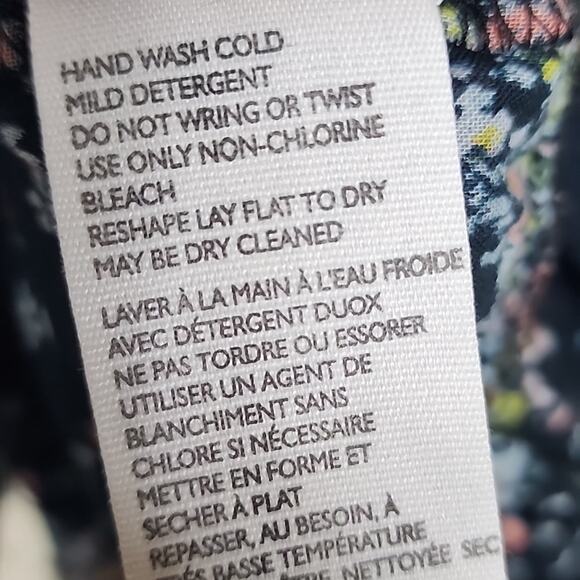 HAND WASH COLD
MILD DETERGENT
DO NOT WRING OR TWIST
USE ONLY NON-CHLORINE
BLEACH
RESHAPE LAY FLAT TO DRY
MAY BE DRY CLEANED
LAVER À LA MAIN À L'EAU FROIDE
AVEC DÉTERGENT DUOX
NE PAS TORDRE OU ESSORER
UTILISER UN AGENT DE
BLANCHIMENT SANS
CHLORE SI NÉCESSAIRE
METTRE EN FORME ET
SECHER À PLAT
REPASSER, AU BESOIN, À
TRÉS BASSE TEMPÉRATURE
ÊTRE NETTOYÉE SEC